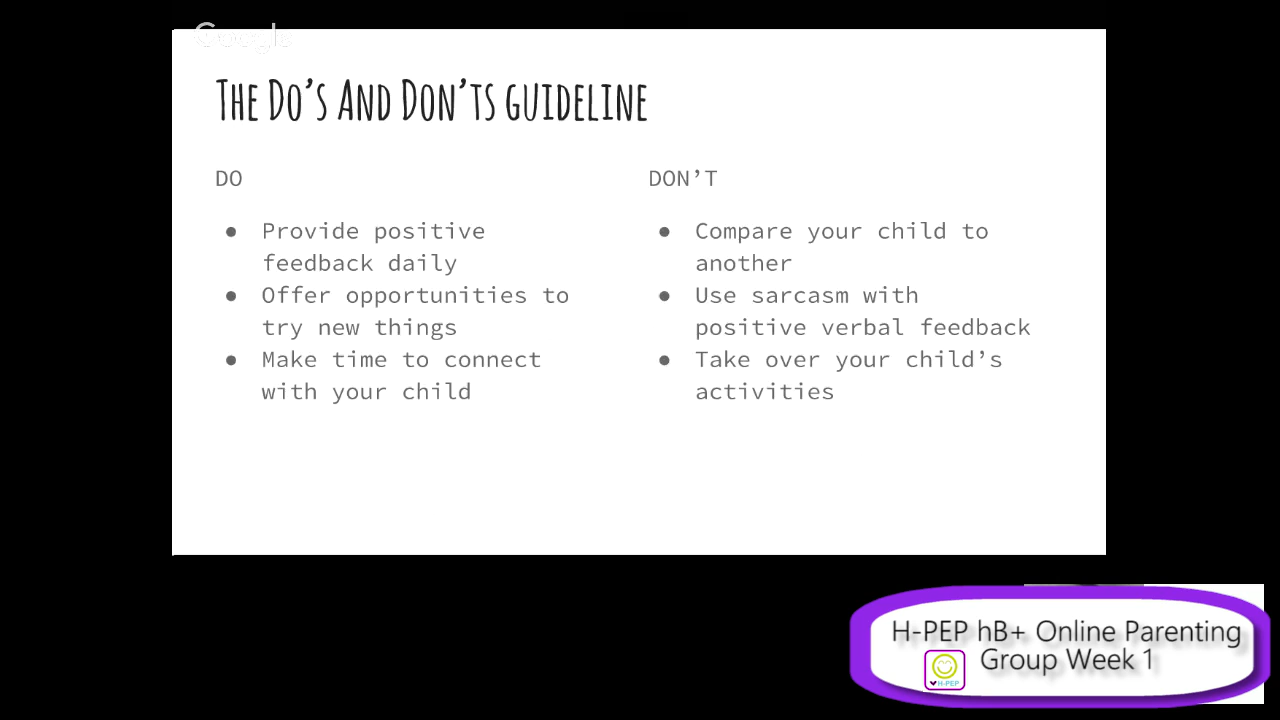 Google
The Do's And Don'ts guideline
DO
● Provide positive
feedback daily
● Offer opportunities to
try new things
● Make time to connect
with your child
DON'T
● Compare your child to
another
● Use sarcasm with
positive verbal feedback
● Take over your child's
activities
H-PEP hB+ Online Parenting
Group Week 1
H-PEP